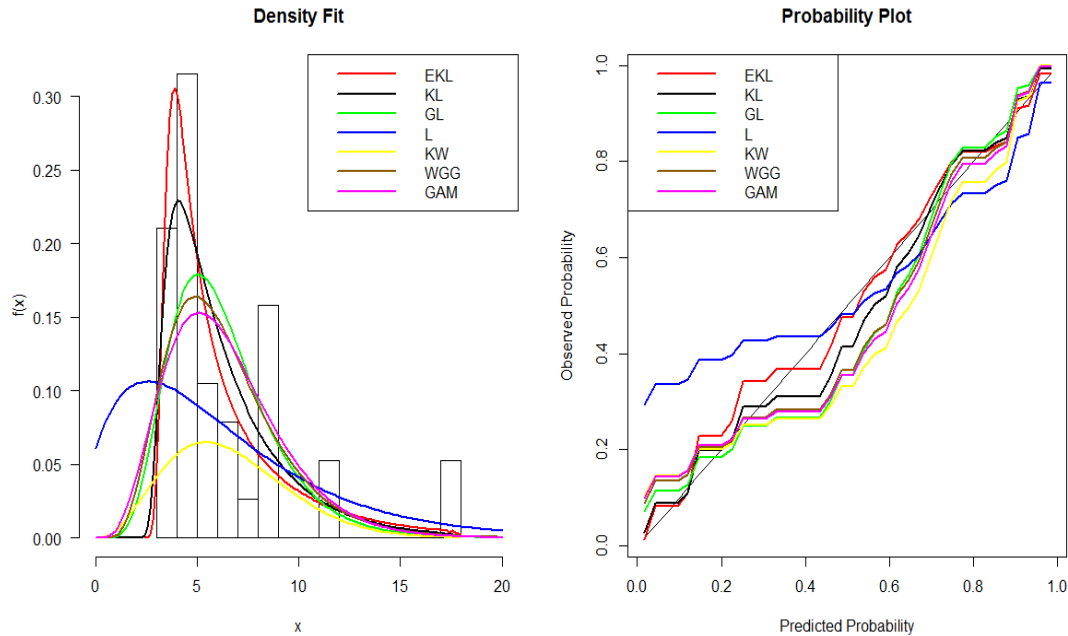 Density Fit
f(x)
0.30
0.25
0.20
0.15
0.10
0.05
0.00
EKL
KL
GL
L
KW
WGG
GAM
0 5 10 15 20
x
Probability Plot
Observed Probability
1.0
0.8
0.6
0.4
0.2
0.0
EKL
KL
GL
L
KW
WGG
GAM
0.0 0.2 0.4 0.6 0.8 1.0
Predicted Probability